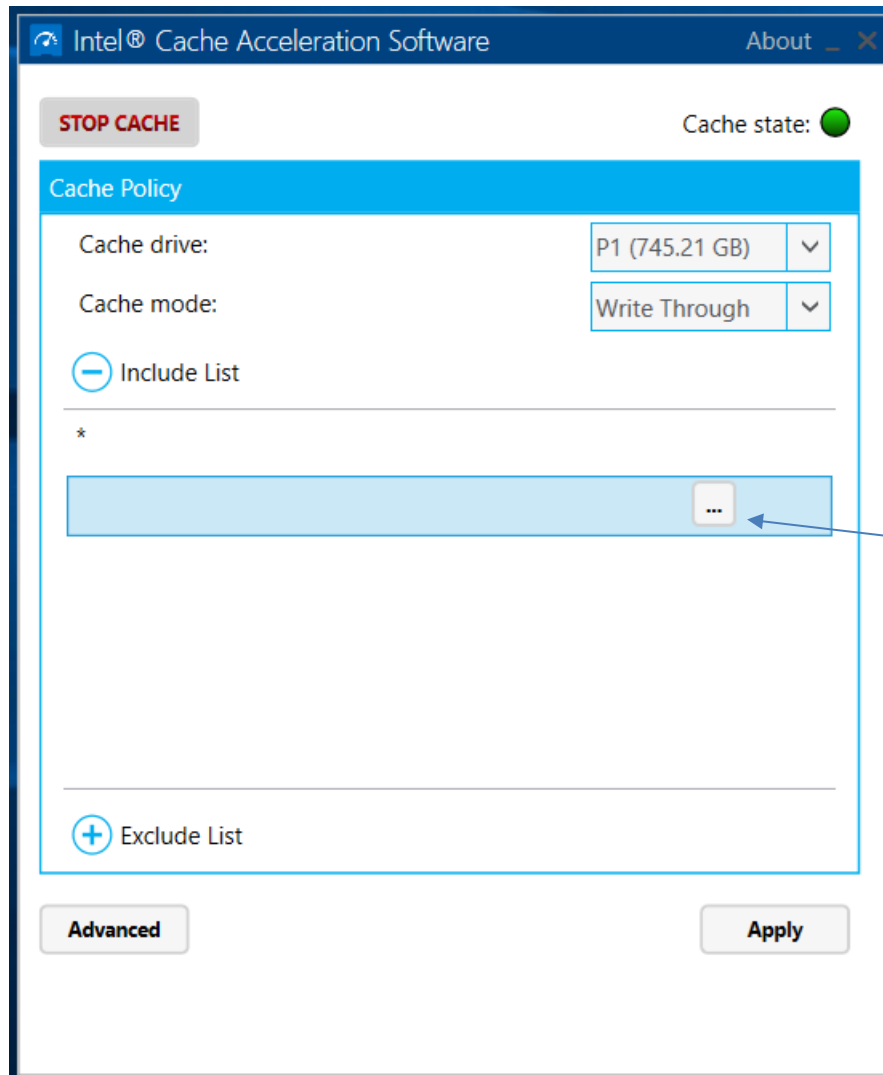 Intel® Cache Acceleration Software About
STOP CACHE Cache state:
Cache Policy
Cache drive: P1 (745.21 GB)
Cache mode: Write Through
Include List
*
...
Exclude List
Advanced Apply